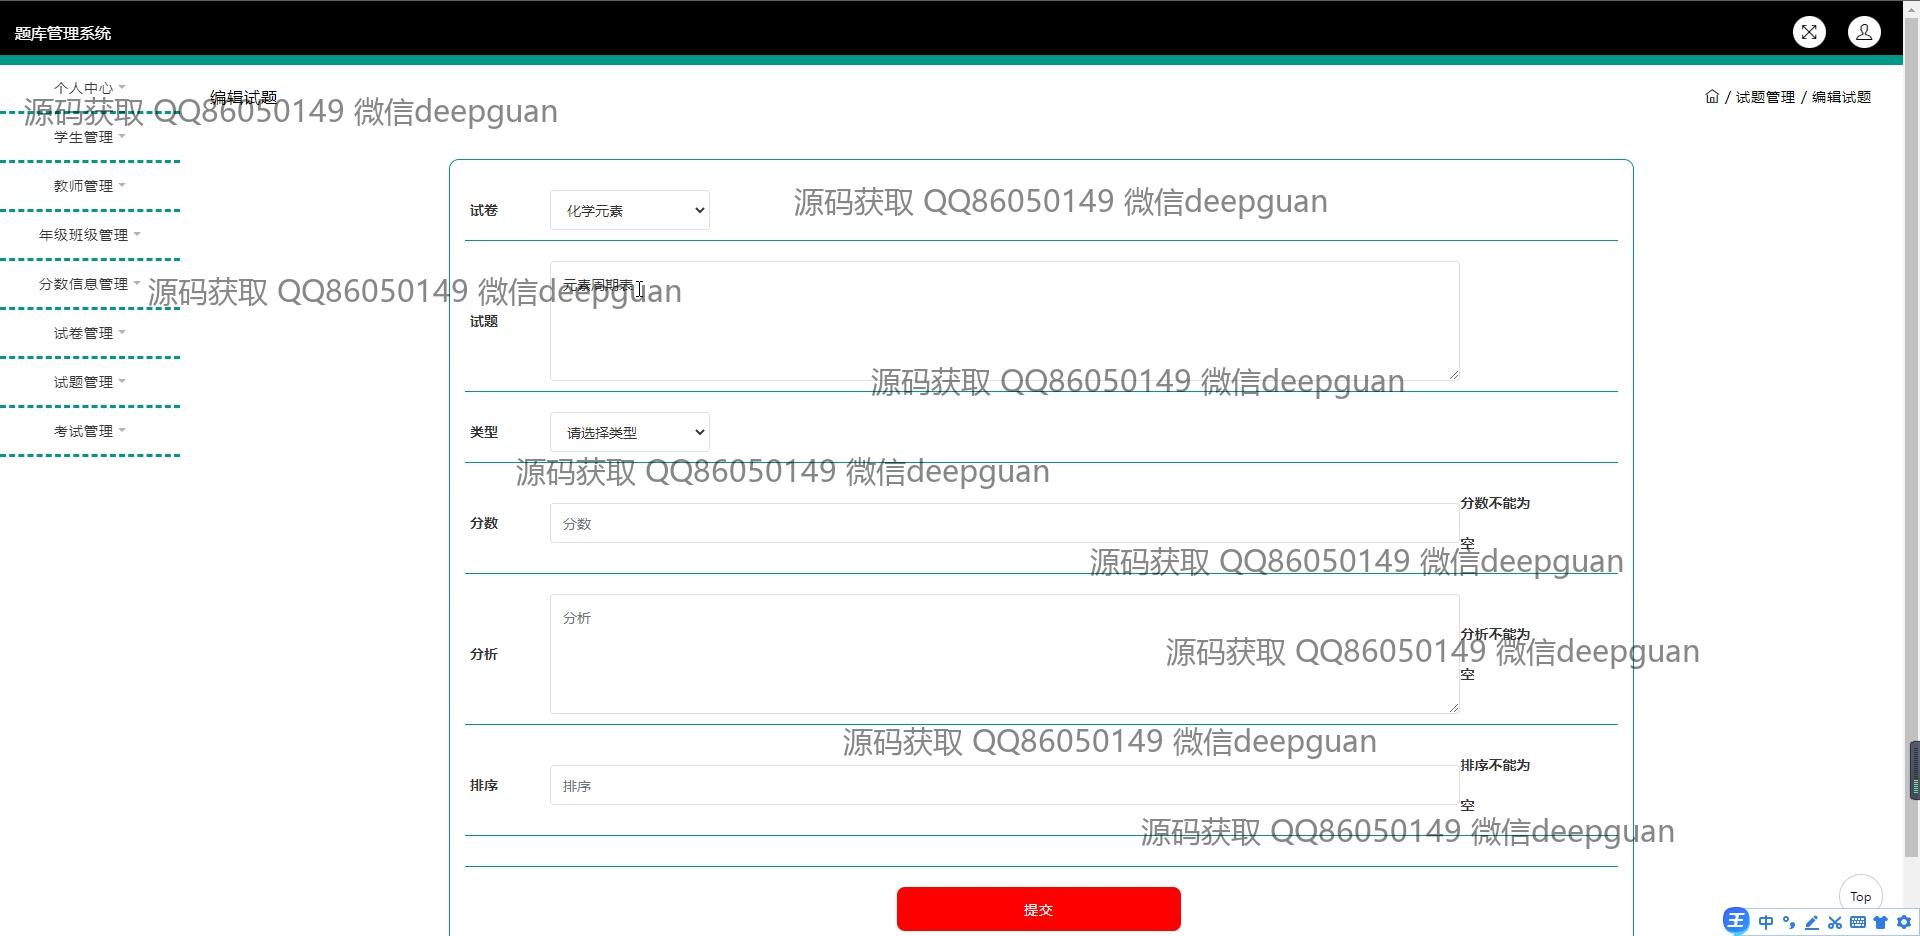 题库管理系统
个人中心
编辑试题
/ 试题管理 / 编辑试题
源码获取 QQ86050149 微信deepguan
学生管理
教师管理
试卷
化学元素
源码获取 QQ86050149 微信deepguan
年级班级管理
分数信息管理
源码获取 QQ86050149 微信deepguan
元素周期表
试题
试卷管理
试题管理
源码获取 QQ86050149 微信deepguan
考试管理
类型
请选择类型
源码获取 QQ86050149 微信deepguan
分数
分数
分数不能为
空
源码获取 QQ86050149 微信deepguan
分析
分析
分析不能为
空
源码获取 QQ86050149 微信deepguan
源码获取 QQ86050149 微信deepguan
排序
排序
排序不能为
空
源码获取 QQ86050149 微信deepguan
提交
Top
王 中